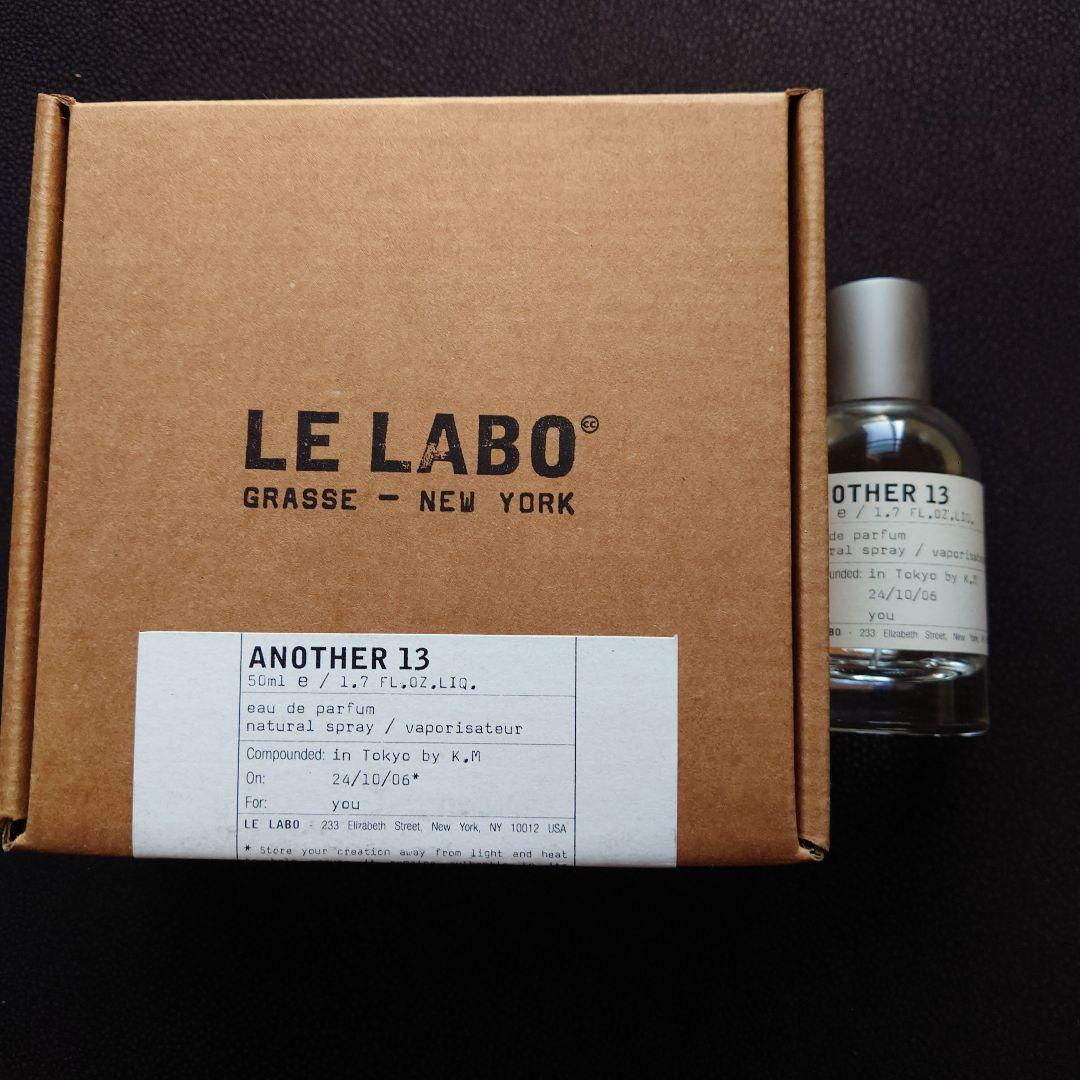 LE LABO
GRASSE — NEW YORK
ANOTHER 13
50ml e / 1.7 FL.OZ.LIQ.
eau de parfum
natural spray / vaporisateur
Compounded: in Tokyo by K.M
On: 24/10/06*
For: you
LE LABO - 233 Elizabeth Street, New York, NY 10012 USA
* Store your creation away from light and heat
OTHER 13
e / 1.7 FL.OZ.LIQ.
de parfum
ral spray / vaporisate
unded: in Tokyo by K.M
24/10/06
you
BO - 233 Elizabeth Street, New York,